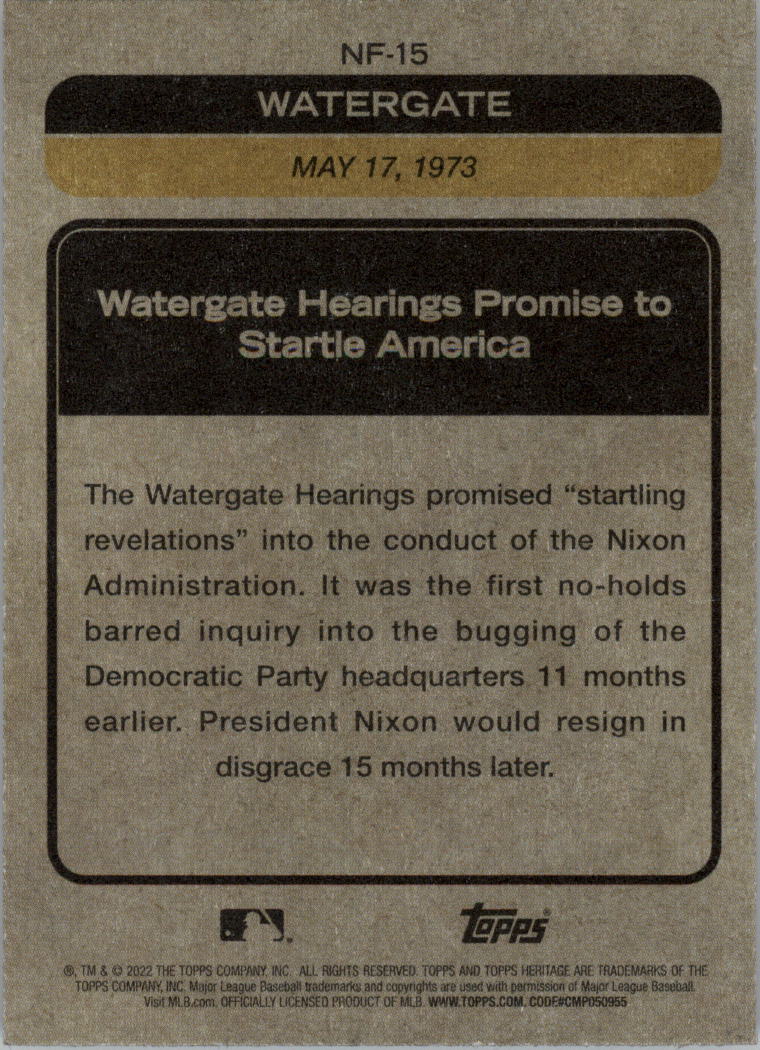 NF-15
WATERGATE
MAY 17, 1973
Watergate Hearings Promise to
Startle America
The Watergate Hearings promised “startling
revelations” into the conduct of the Nixon
Administration. It was the first no-holds
barred inquiry into the bugging of the
Democratic Party headquarters 11 months
earlier. President Nixon would resign in
disgrace 15 months later.
topps®
®, TM & © 2022 THE TOPPS COMPANY, INC. ALL RIGHTS RESERVED. TOPPS AND TOPPS HERITAGE ARE TRADEMARKS OF THE
TOPPS COMPANY, INC. Major League Baseball trademarks and copyrights are used with permission of Major League Baseball.
Visit MLB.com. OFFICIALLY LICENSED PRODUCT OF MLB. WWW.TOPPS.COM. CODE#CMP050955